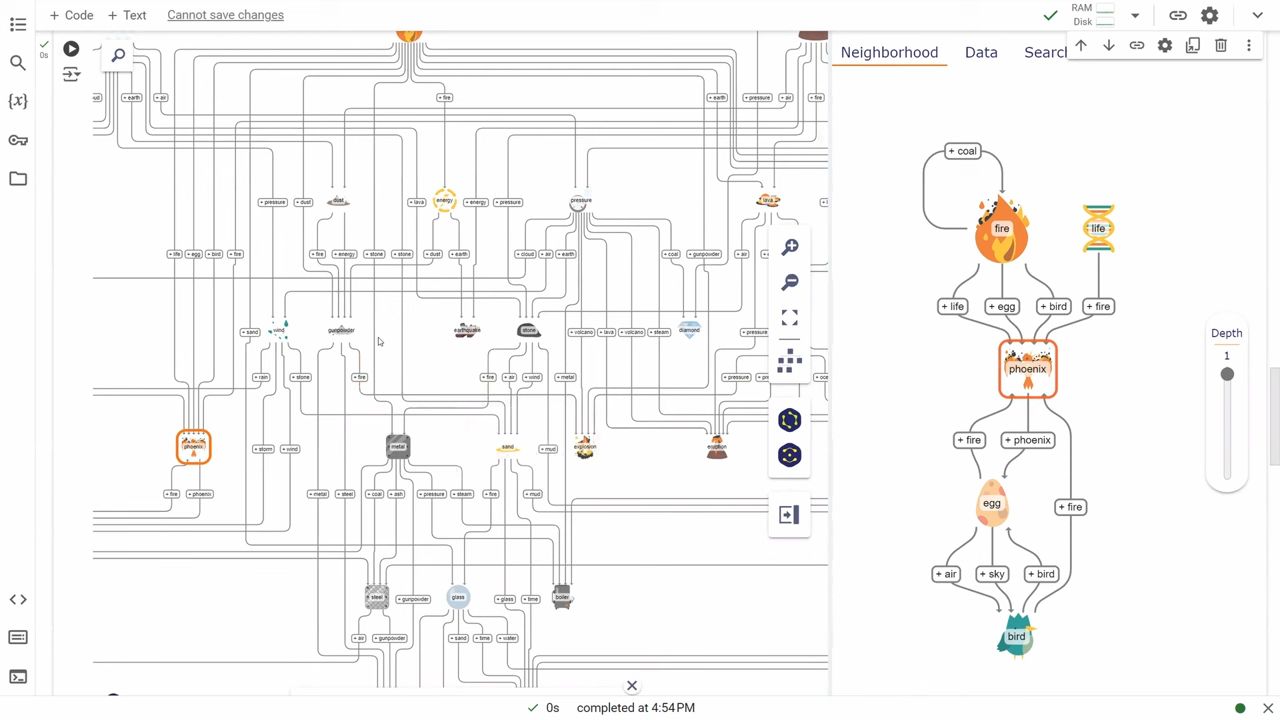 + Code + Text Cannot save changes
RAM
Disk
0s
Neighborhood Data Search
+ earth + air + fire + earth + pressure + air + fire
+ pressure + dust dust + lava energy + energy + pressure pressure lava
+ life + egg + bird + fire + fire + energy + stone + stone + dust + earth + cloud + air + earth + coal + gunpowder + air
+ sand wind gunpowder earthquake stone + volcano + lava + volcano + steam diamond + pressure
+ rain + stone + fire + fire + air + wind + metal + pressure
phoenix + storm + wind metal sand + mud explosion eruption
+ fire + phoenix + metal + steel + coal + ash + pressure + steam + fire + mud
steel + gunpowder glass + glass + time boiler
+ air + gunpowder + sand + time + water
+ coal
fire life
+ life + egg + bird + fire
Depth
1
phoenix
+ fire + phoenix
egg + fire
+ air + sky + bird
bird
0s completed at 4:54 PM